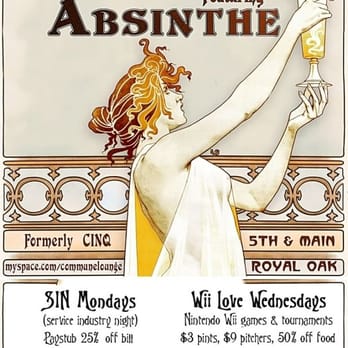 Featuring
ABSINTHE
Formerly CINQ
5TH & MAIN
myspace.com/communelounge
ROYAL OAK
SIN Mondays
(service industry night)
Paystub 25% off bill
Wii Love Wednesdays
Nintendo Wii games & tournaments
$3 pints, $9 pitchers, 50% off food